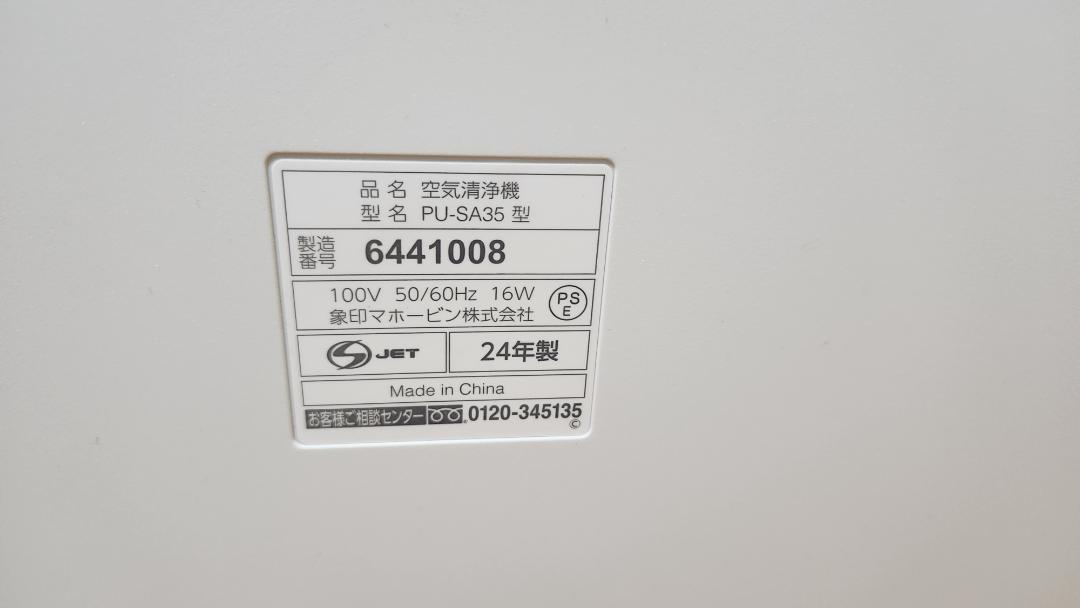 品名 空気清浄機
型名 PU-SA35 型
製造番号 6441008
100V 50/60Hz 16W
象印マホービン株式会社
PSE
JET
24年製
Made in China
お客様ご相談センター 0120-345135
©